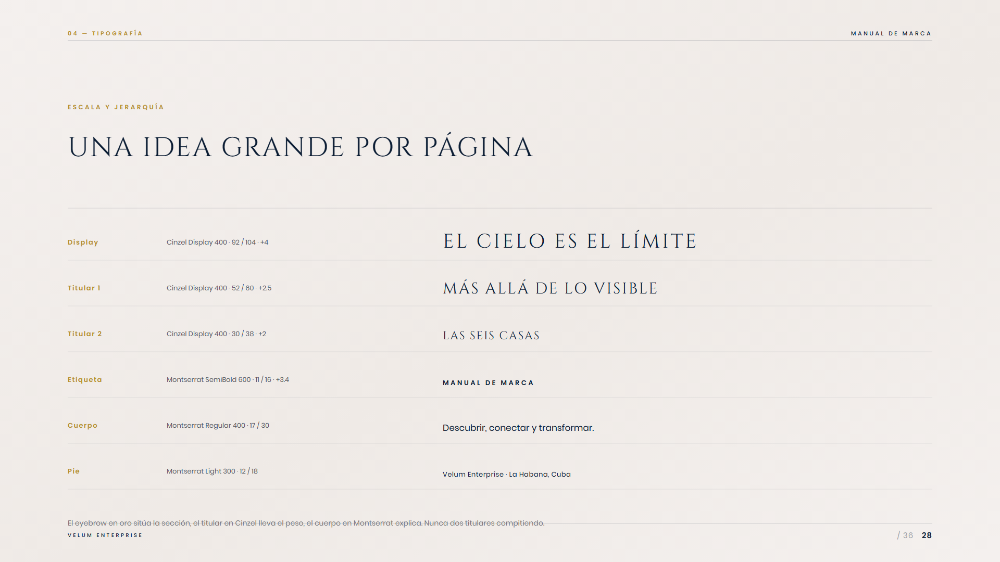 04 — TIPOGRAFÍA
MANUAL DE MARCA
ESCALA Y JERARQUÍA
UNA IDEA GRANDE POR PÁGINA
Display
Cinzel Display 400 · 92 / 104 · +4
EL CIELO ES EL LÍMITE
Titular 1
Cinzel Display 400 · 52 / 60 · +2.5
MÁS ALLÁ DE LO VISIBLE
Titular 2
Cinzel Display 400 · 30 / 38 · +2
LAS SEIS CASAS
Etiqueta
Montserrat SemiBold 600 · 11 / 16 · +3.4
MANUAL DE MARCA
Cuerpo
Montserrat Regular 400 · 17 / 30
Descubrir, conectar y transformar.
Pie
Montserrat Light 300 · 12 / 18
Velum Enterprise · La Habana, Cuba
El eyebrow en oro sitúa la sección, el titular en Cinzel lleva el peso, el cuerpo en Montserrat explica. Nunca dos titulares compitiendo.
VELUM ENTERPRISE
/ 36 28